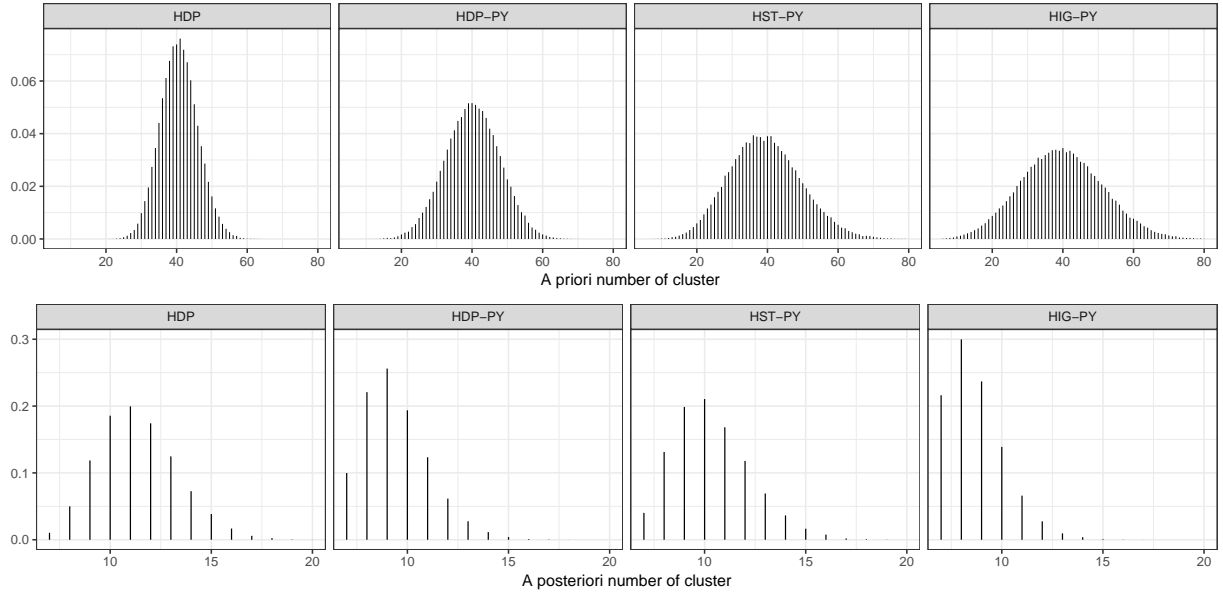 HDP HDP−PY HST−PY HIG−PY
0.06
0.04
0.02
0.00
20 40 60 80 20 40 60 80 20 40 60 80 20 40 60 80
A priori number of cluster
HDP HDP−PY HST−PY HIG−PY
0.3
0.2
0.1
0.0
10 15 20 10 15 20 10 15 20 10 15 20
A posteriori number of cluster